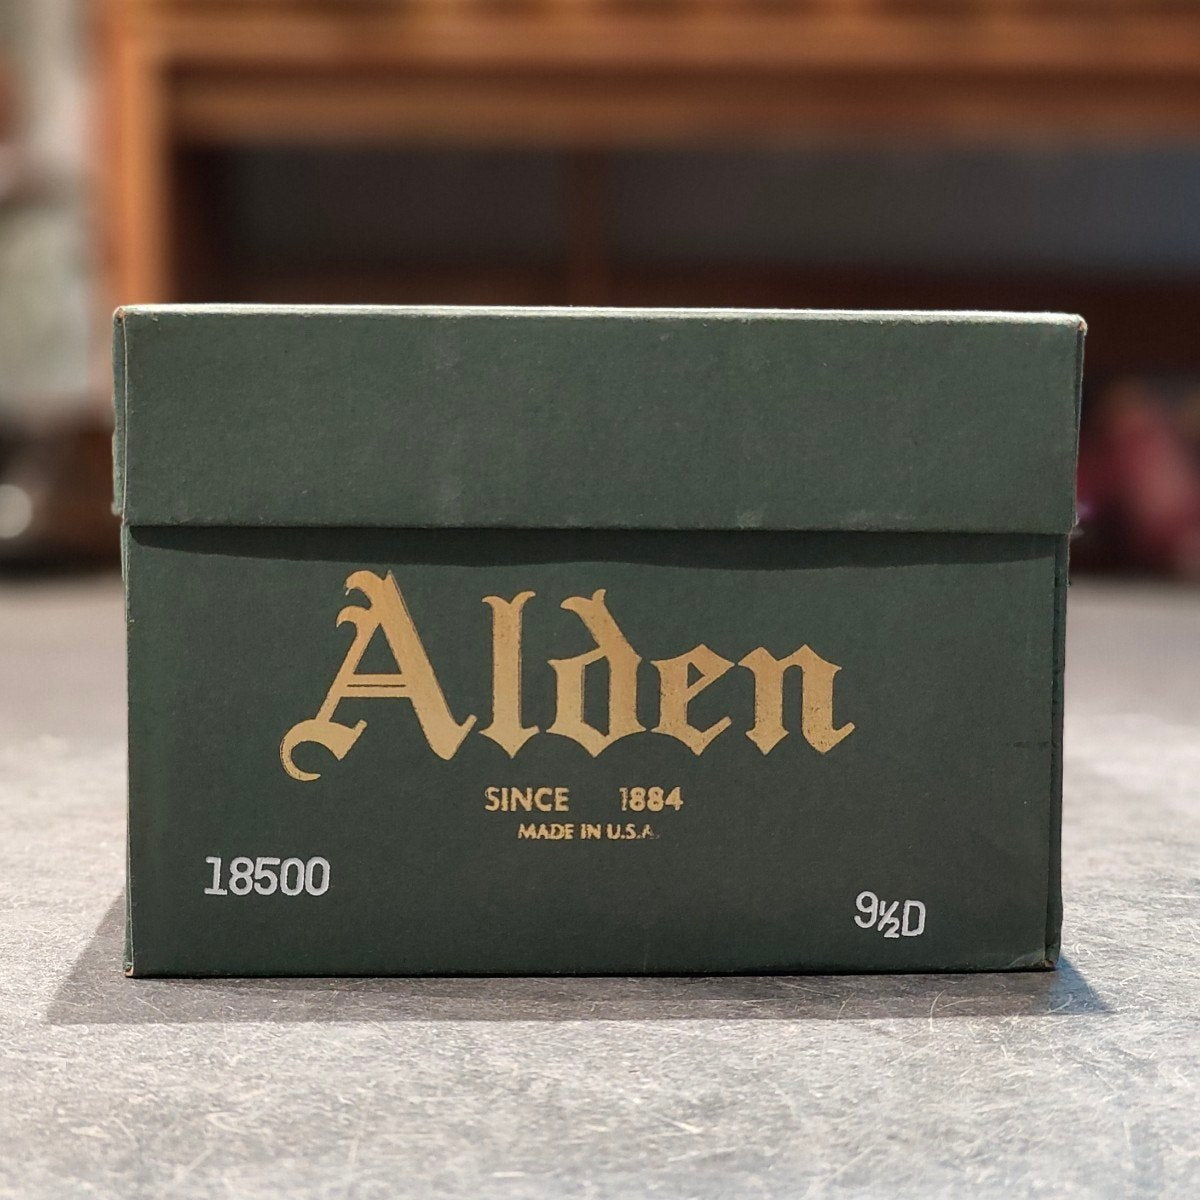 Alden
SINCE 1884
MADE IN U.S.A.
18500
9½D